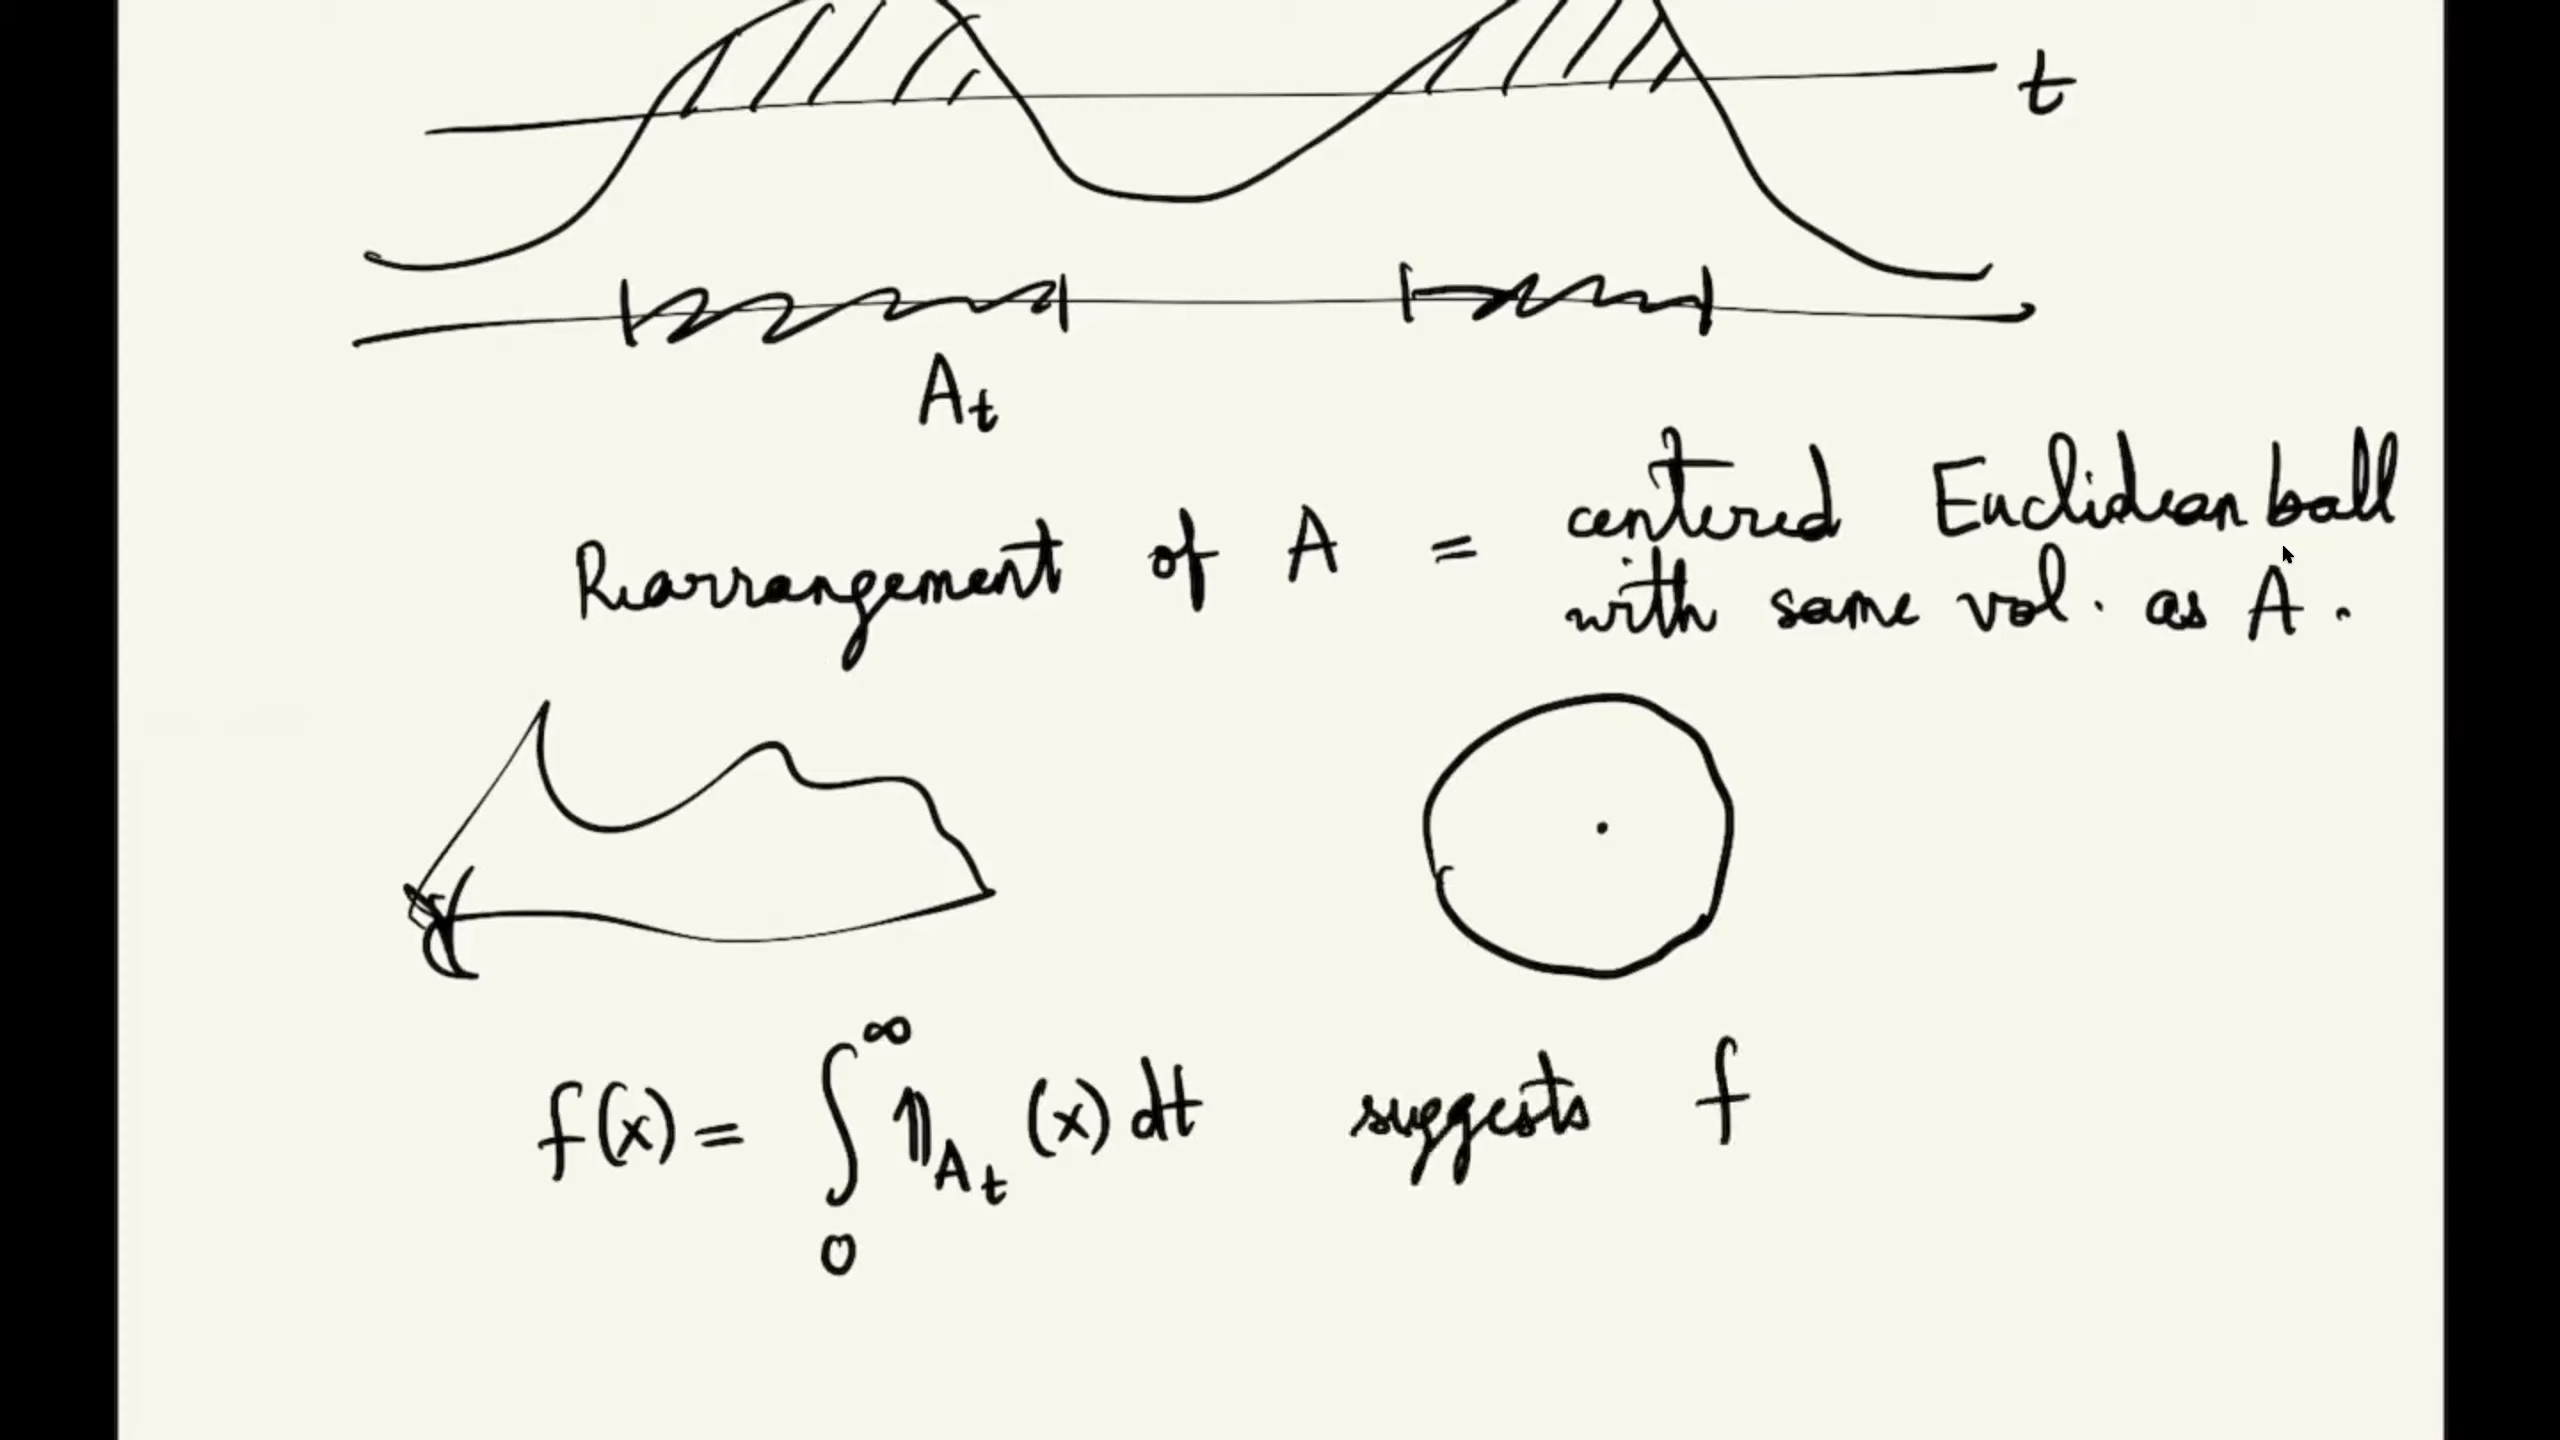 t
A_t
Rearrangement of A = centered Euclidean ball
with same vol. as A.
f(x) = ∫_0^∞ 𝟙_{A_t}(x) dt suggests f